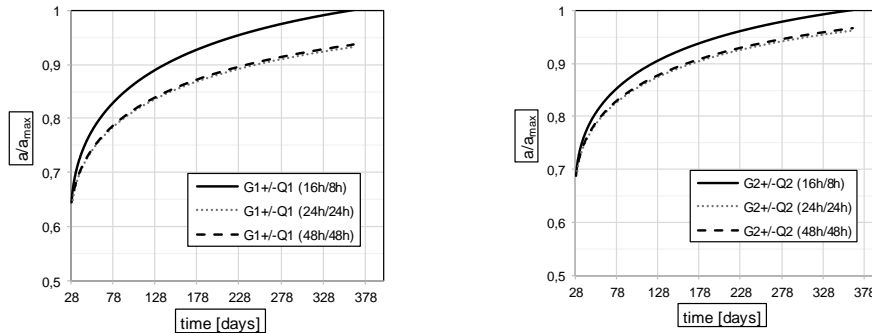 1
0,9
0,8
0,7
0,6
0,5
a/amax
G1+/-Q1 (16h/8h)
G1+/-Q1 (24h/24h)
G1+/-Q1 (48h/48h)
28 78 128 178 228 278 328 378
time [days]
1
0,9
0,8
0,7
0,6
0,5
a/amax
G2+/-Q2 (16h/8h)
G2+/-Q2 (24h/24h)
G2+/-Q2 (48h/48h)
28 78 128 178 228 278 328 378
time [days]